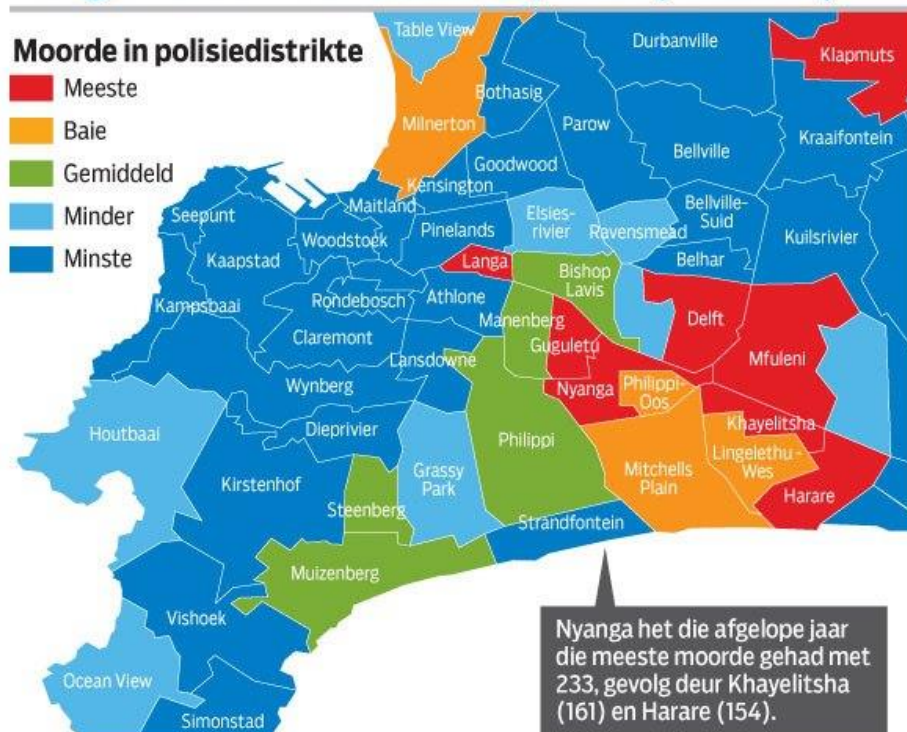 Moorde in polisiedistrikte
Meeste
Baie
Gemiddeld
Minder
Minste
Table View
Durbanville
Klapmuts
Bothasig
Milnerton
Parow
Kraaifontein
Goodwood
Bellville
Kensington
Maitland
Seepunt
Woodstock
Pinelands
Elsies-
rivier
Ravensmead
Bellville-
Suid
Kuilsrivier
Kaapstad
Langa
Bishop
Lavis
Belhar
Kampsbaai
Rondebosch
Athlone
Manenberg
Delft
Claremont
Guguletu
Mfuleni
Lansdowne
Wynberg
Nyanga
Philippi-
Oos
Houtbaai
Dieprivier
Philippi
Khayelitsha
Lingelethu-
Wes
Kirstenhof
Grassy
Park
Mitchells
Plain
Harare
Steenberg
Strandfontein
Muizenberg
Vishoek
Ocean View
Simonstad
Nyanga het die afgelope jaar
die meeste moorde gehad met
233, gevolg deur Khayelitsha
(161) en Harare (154).